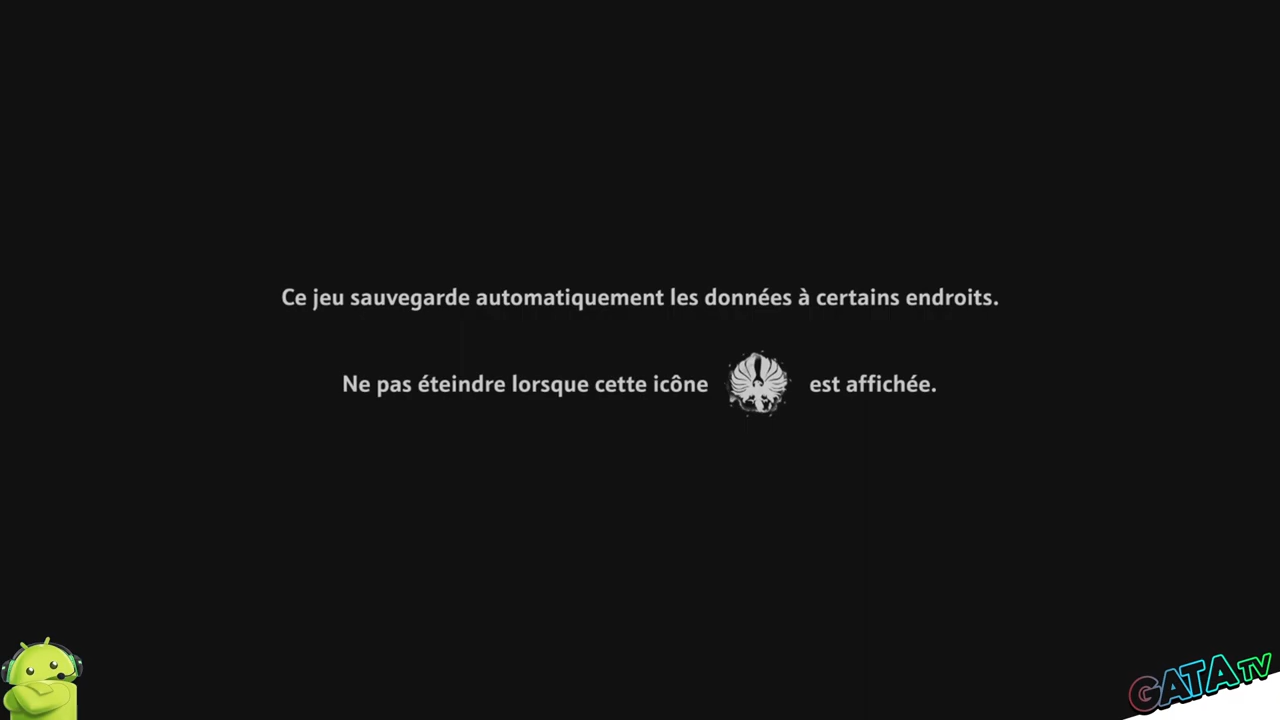 Ce jeu sauvegarde automatiquement les données à certains endroits.
Ne pas éteindre lorsque cette icône est affichée.
GATA TV